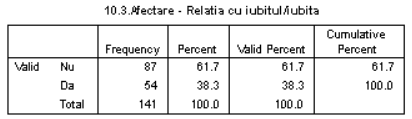 10.3.Afectare - Relatia cu iubitul/iubita
Frequency Percent Valid Percent Cumulative Percent
Valid Nu 87 61.7 61.7 61.7
Da 54 38.3 38.3 100.0
Total 141 100.0 100.0